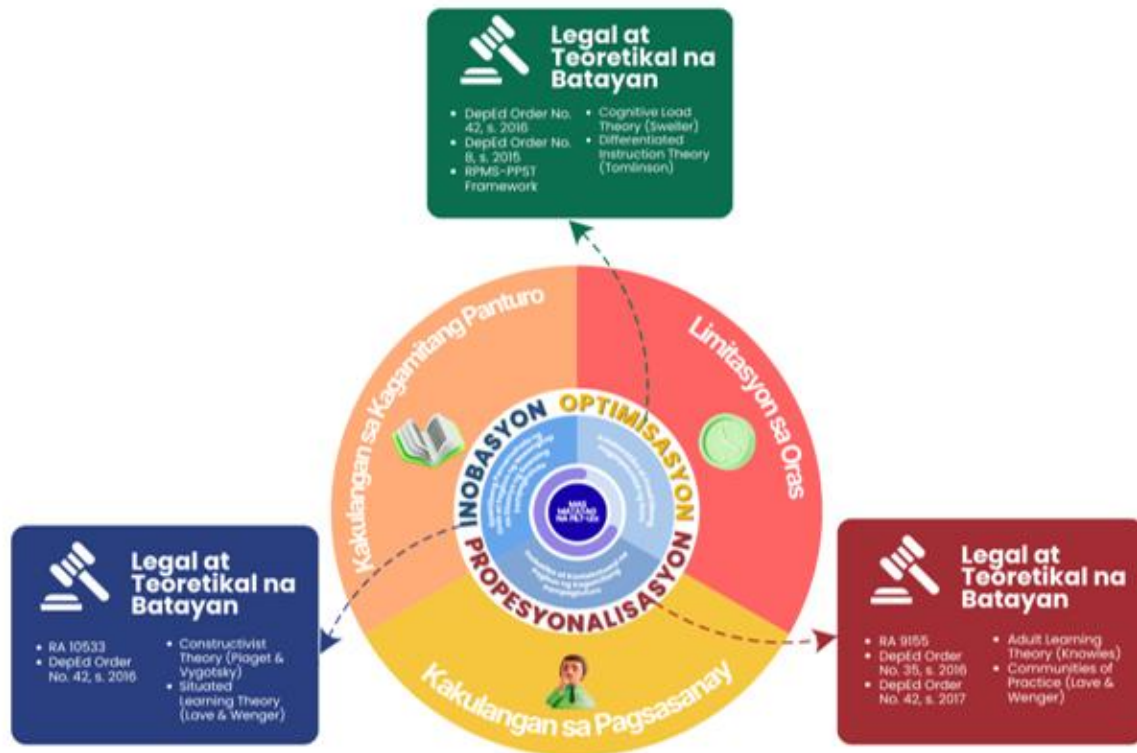 Legal at
Teoretikal na
Batayan
DepEd Order No.
42, s. 2016
DepEd Order No.
8, s. 2015
RPMS-PPST
Framework
Cognitive Load
Theory (Sweller)
Differentiated
Instruction Theory
(Tomlinson)
Kakulangan sa Kagamitang Panturo
Limitasyon sa Oras
Kakulangan sa Pagsasanay
INOBASYON
OPTIMISASYON
PROPESYONALISASYON
MAS
MATATAG
Legal at
Teoretikal na
Batayan
RA 10533
DepEd Order
No. 42, s. 2016
Constructivist
Theory (Piaget &
Vygotsky)
Situated
Learning Theory
(Lave & Wenger)
Legal at
Teoretikal na
Batayan
RA 9155
DepEd Order
No. 35, s. 2016
DepEd Order
No. 42, s. 2017
Adult Learning
Theory (Knowles)
Communities of
Practice (Lave &
Wenger)